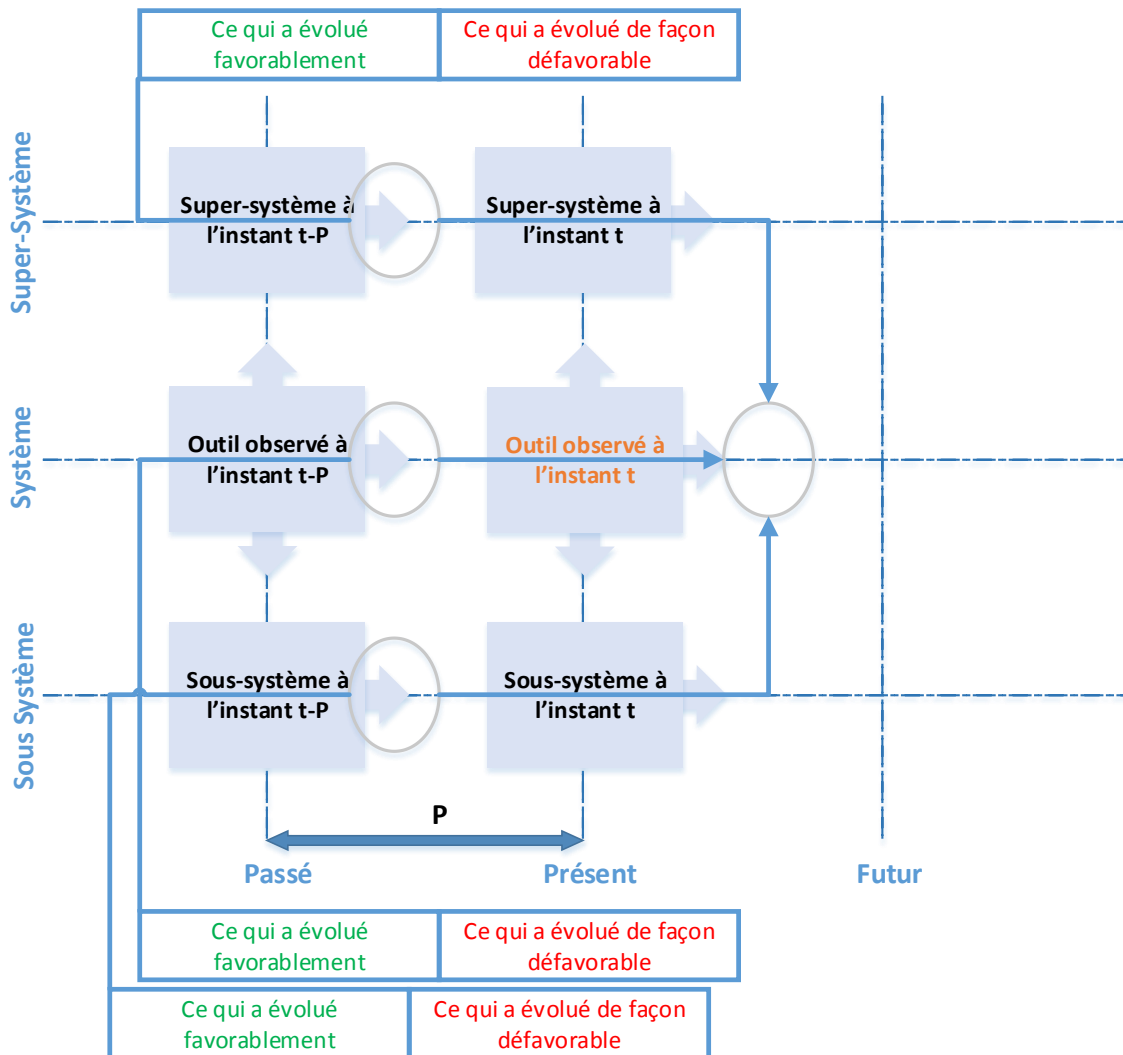 Ce qui a évolué
favorablement
Ce qui a évolué de façon
défavorable
Super-Système
Super-système à
l’instant t-P
Super-système à
l’instant t
Système
Outil observé à
l’instant t-P
Outil observé à
l’instant t
Sous Système
Sous-système à
l’instant t-P
Sous-système à
l’instant t
P
Passé
Présent
Futur
Ce qui a évolué
favorablement
Ce qui a évolué de façon
défavorable
Ce qui a évolué
favorablement
Ce qui a évolué de façon
défavorable